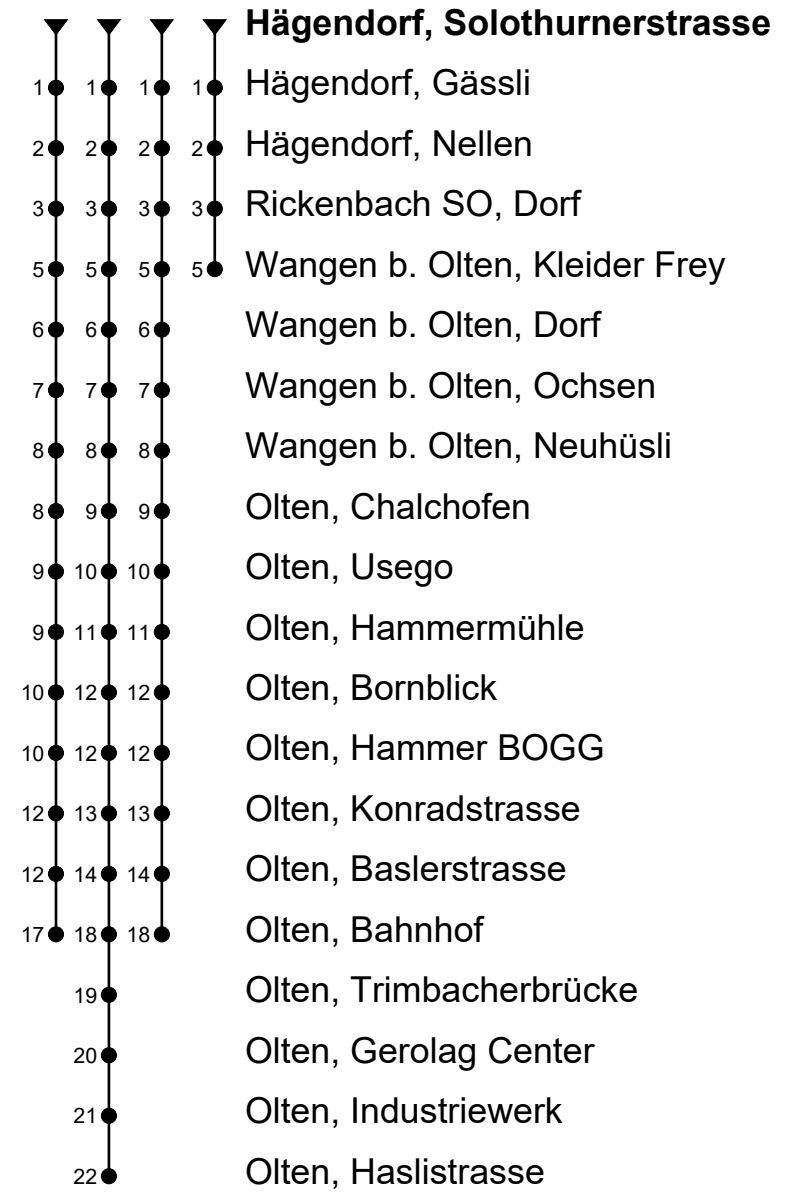 Hägendorf, Solothurnerstrasse
1 1 1 1 Hägendorf, Gässli
2 2 2 2 Hägendorf, Nellen
3 3 3 3 Rickenbach SO, Dorf
5 5 5 5 Wangen b. Olten, Kleider Frey
6 6 6 Wangen b. Olten, Dorf
7 7 7 Wangen b. Olten, Ochsen
8 8 8 Wangen b. Olten, Neuhüsli
8 9 9 Olten, Chalchofen
9 10 10 Olten, Usego
9 11 11 Olten, Hammermühle
10 12 12 Olten, Bornblick
10 12 12 Olten, Hammer BOGG
12 13 13 Olten, Konradstrasse
12 14 14 Olten, Baslerstrasse
17 18 18 Olten, Bahnhof
19 Olten, Trimbacherbrücke
20 Olten, Gerolag Center
21 Olten, Industriewerk
22 Olten, Haslistrasse